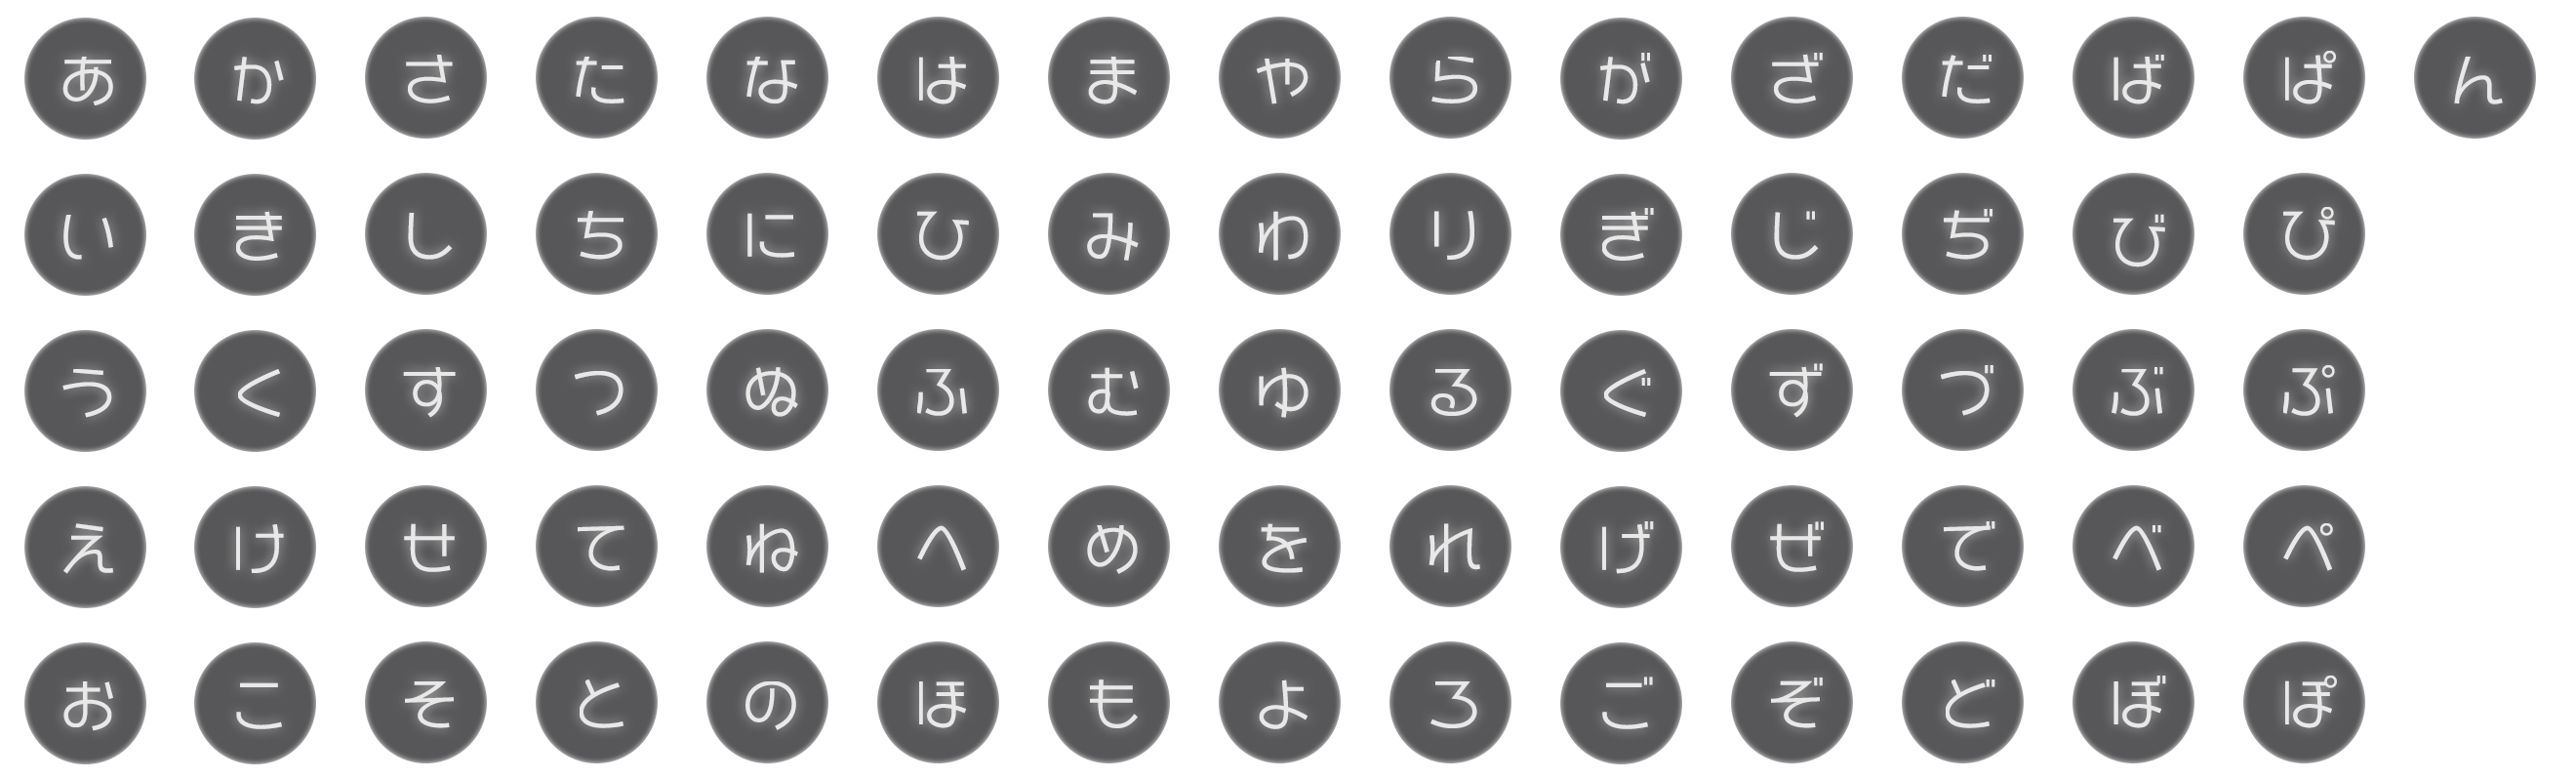 あ か さ た な は ま や ら が ざ だ ば ぱ ん
い き し ち に ひ み わ り ぎ じ ぢ び ぴ
う く す つ ぬ ふ む ゆ る ぐ ず づ ぶ ぷ
え け せ て ね へ め を れ げ ぜ で べ ぺ
お こ そ と の ほ も よ ろ ご ぞ ど ぼ ぽ